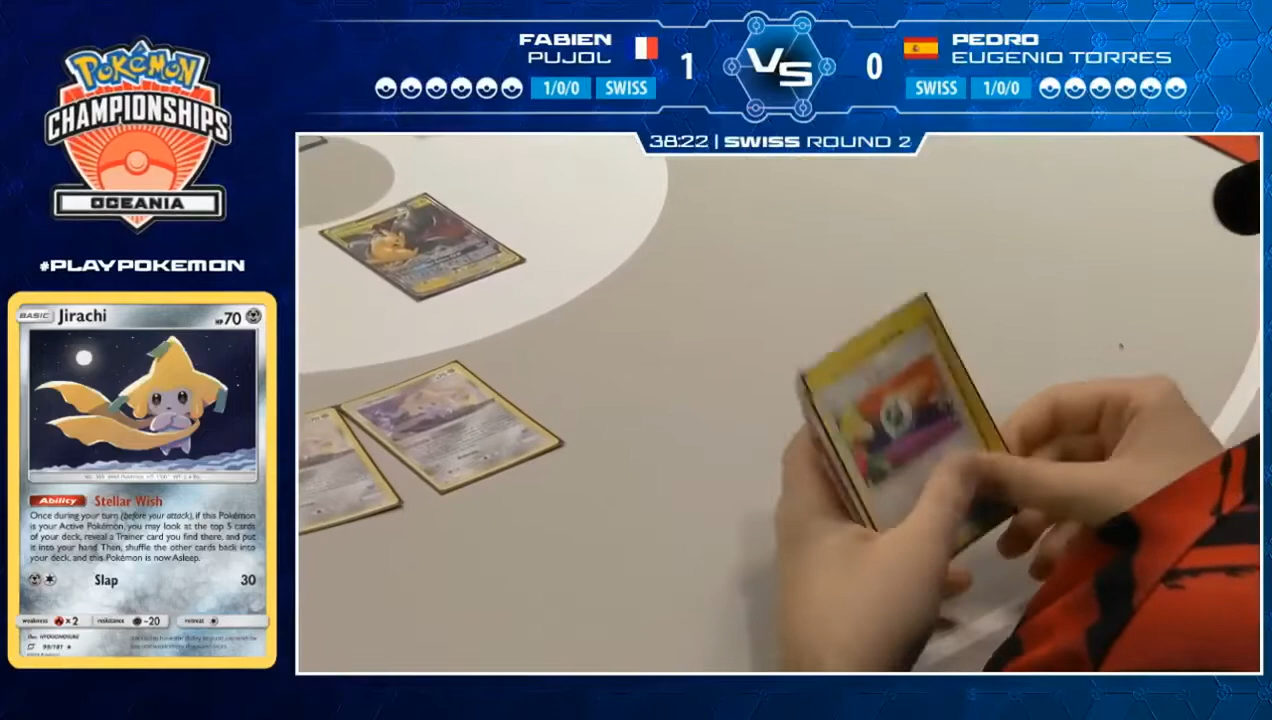 FABIEN
PUJOL
1
VS
0
PEDRO
EUGENIO TORRES
1/0/0
SWISS
SWISS
1/0/0
38:22 | SWISS ROUND 2
Pokémon
CHAMPIONSHIPS
OCEANIA
#PLAYPOKEMON
BASIC
Jirachi
HP 70
Ability Stellar Wish
Once during your turn (before your attack), if this Pokémon
is your Active Pokémon, you may look at the top 5 cards
of your deck, reveal a Trainer card you find there, and put
it into your hand. Then, shuffle the other cards back into
your deck, and this Pokémon is now Asleep.
Slap 30
weakness ×2 resistance -20 retreat
99/181